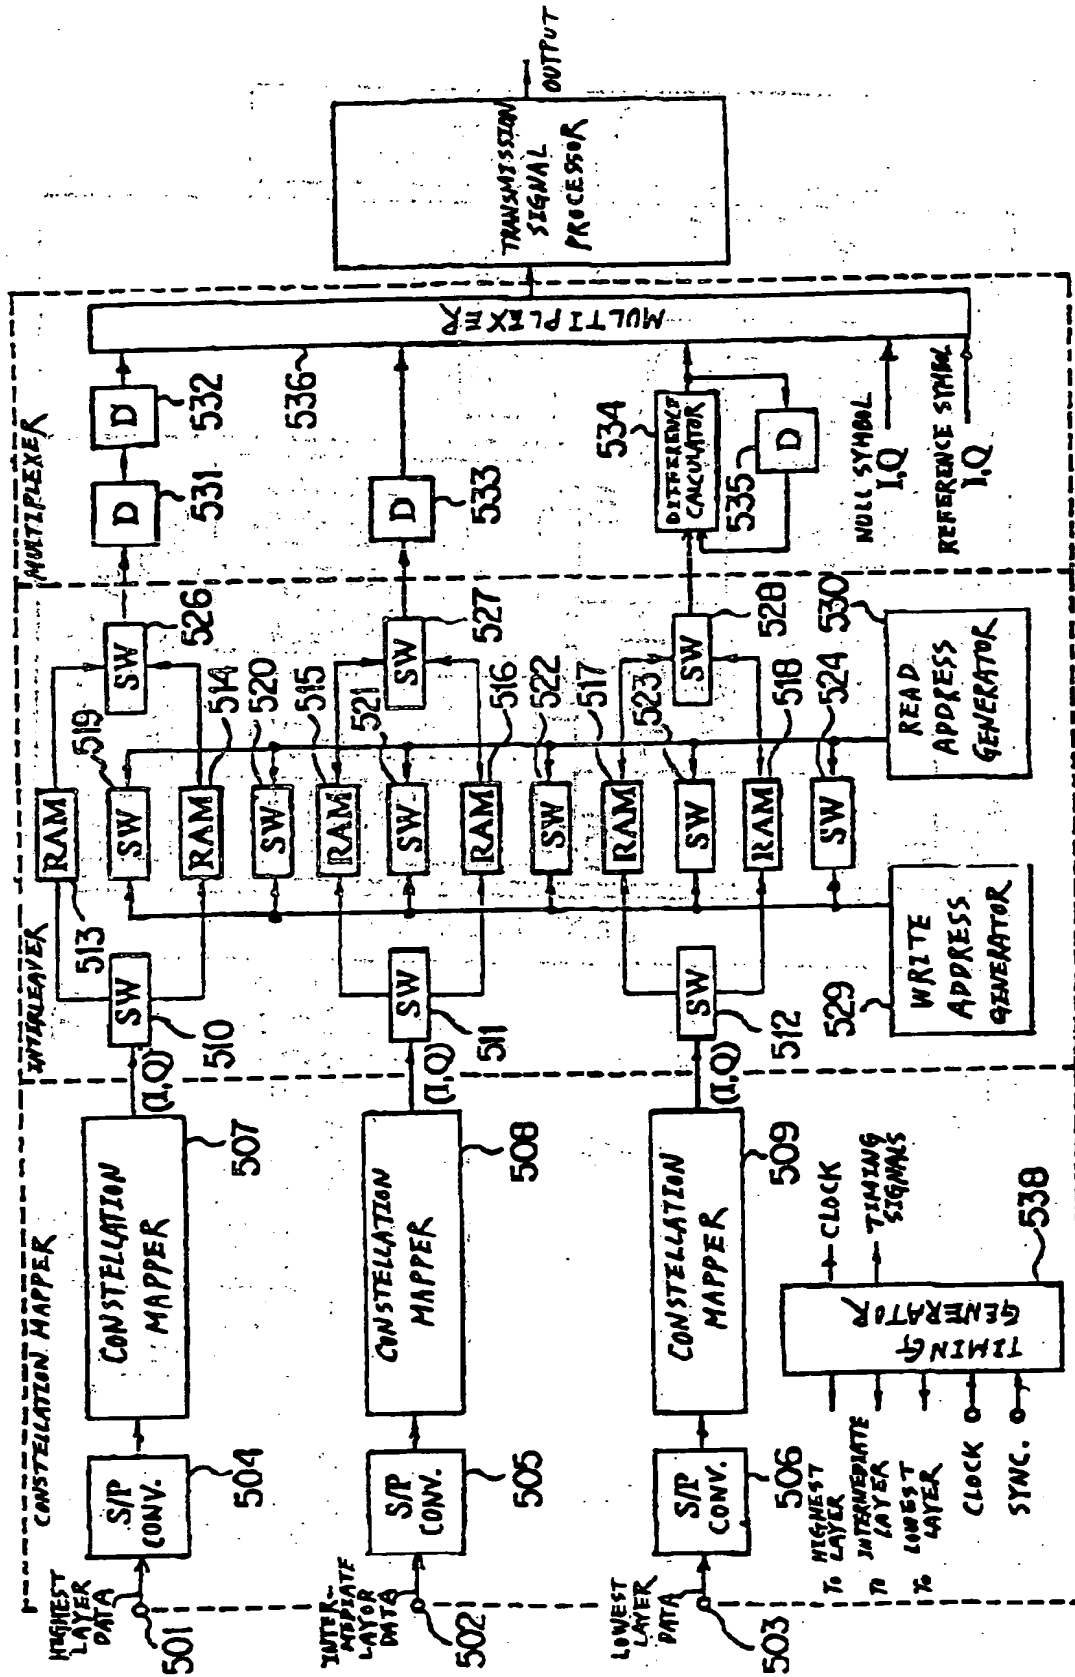 CONSTELLATION MAPPER
INTERLEAVER
MULTIPLEXER
HIGHEST
LAYER
DATA
501
S/P
CONV.
504
CONSTELLATION
MAPPER
507
(I,Q)
SW
510
RAM
513
SW
519
RAM
514
SW
520
SW
526
D
531
D
532
INTER-
MEDIATE
LAYOR
DATA
502
S/P
CONV.
505
CONSTELLATION
MAPPER
508
(I,Q)
SW
511
RAM
515
SW
521
RAM
516
SW
522
SW
527
D
533
LOWEST
LAYER
DATA
503
S/P
CONV.
506
CONSTELLATION
MAPPER
509
(I,Q)
SW
512
RAM
517
SW
523
RAM
518
SW
524
SW
528
DIFFERENCE
CALCULATOR
534
D
535
NULL SYMBOL
I,Q
REFERENCE SYMBOL
I,Q
MULTIPLEXER
536
TRANSMISSION
SIGNAL
PROCESSOR
OUTPUT
WRITE
ADDRESS
GENERATOR
529
READ
ADDRESS
GENERATOR
530
To HIGHEST
LAYER
To INTERMEDIATE
LAYER
To LOWEST
LAYER
CLOCK
SYNC.
TIMING
GENERATOR
538
CLOCK
TIMING
SIGNALS